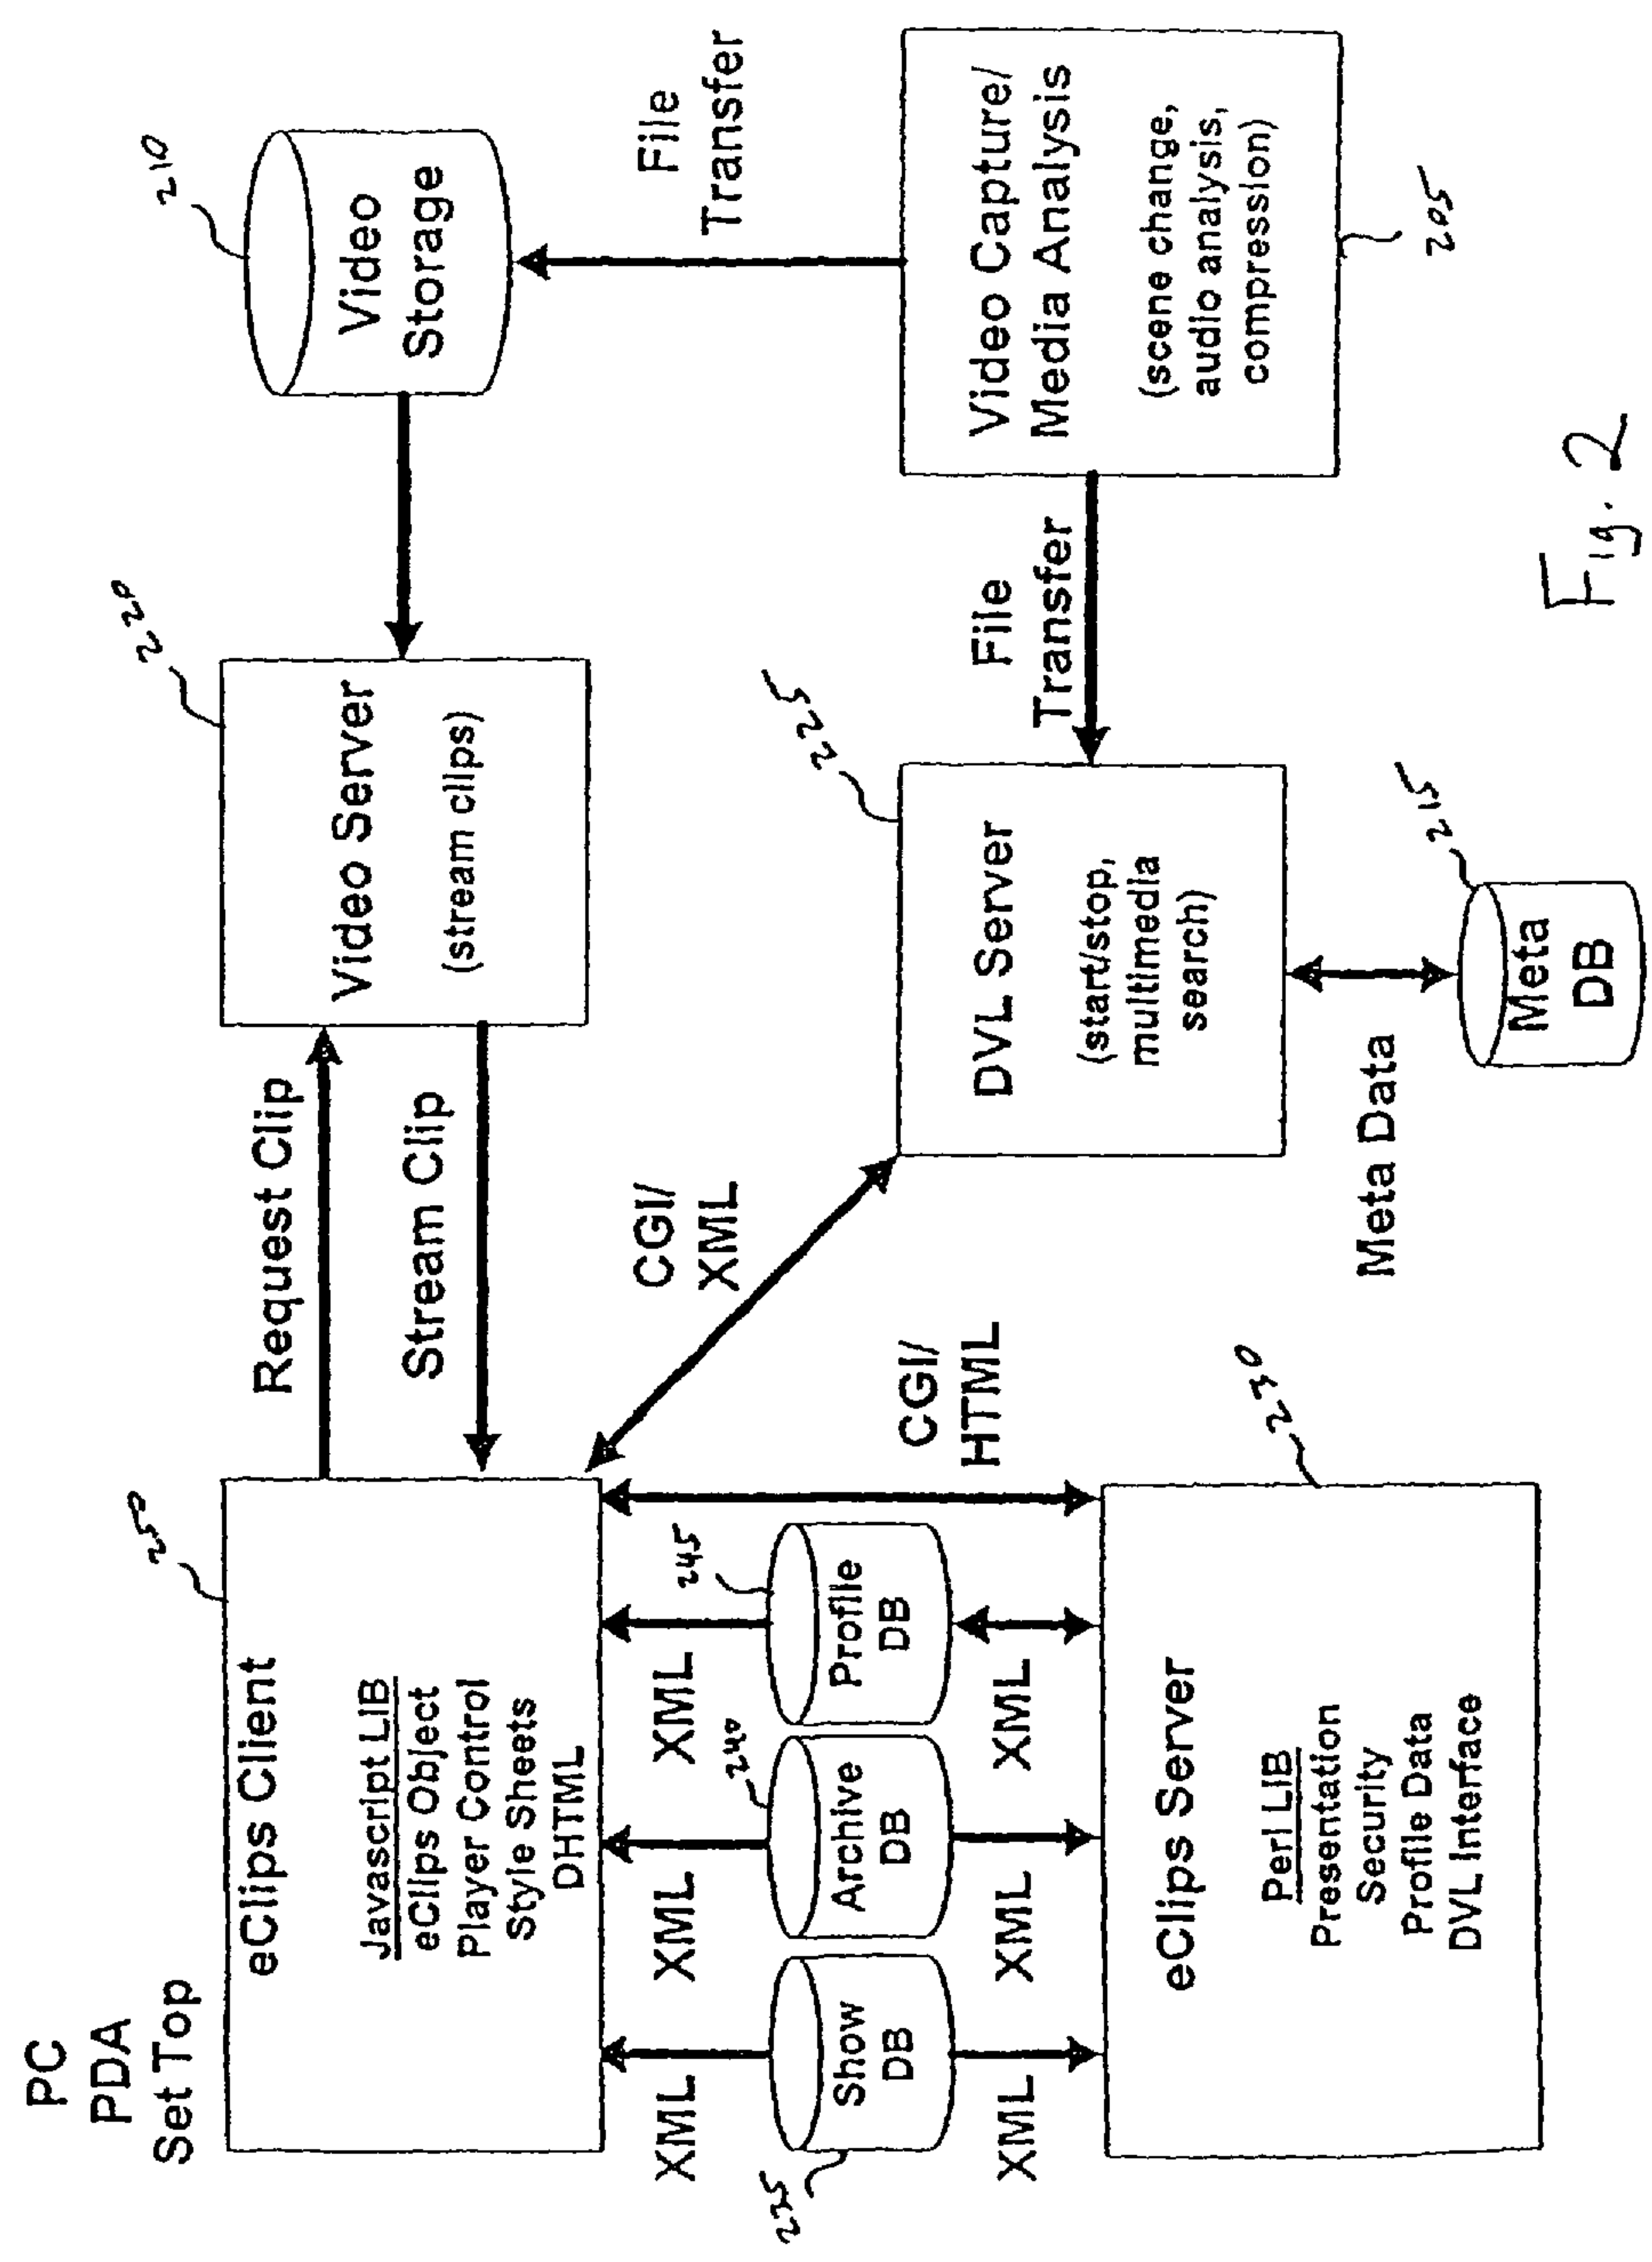 PC
PDA
Set Top
250
eClips Client
Javascript LIB
eClips Object
Player Control
Style Sheets
DHTML
Request Clip
Stream Clip
220
Video Server
(stream clips)
210
Video
Storage
File
Transfer
CGI/
XML
XML
XML
XML
235
Show
DB
240
Archive
DB
245
Profile
DB
XML
XML
XML
CGI/
HTML
230
eClips Server
Perl LIB
Presentation
Security
Profile Data
DVL Interface
225
DVL Server
(start/stop,
multimedia
search)
File
Transfer
Video Capture/
Media Analysis
(scene change,
audio analysis,
compression)
205
Meta Data
215
Meta
DB
Fig. 2